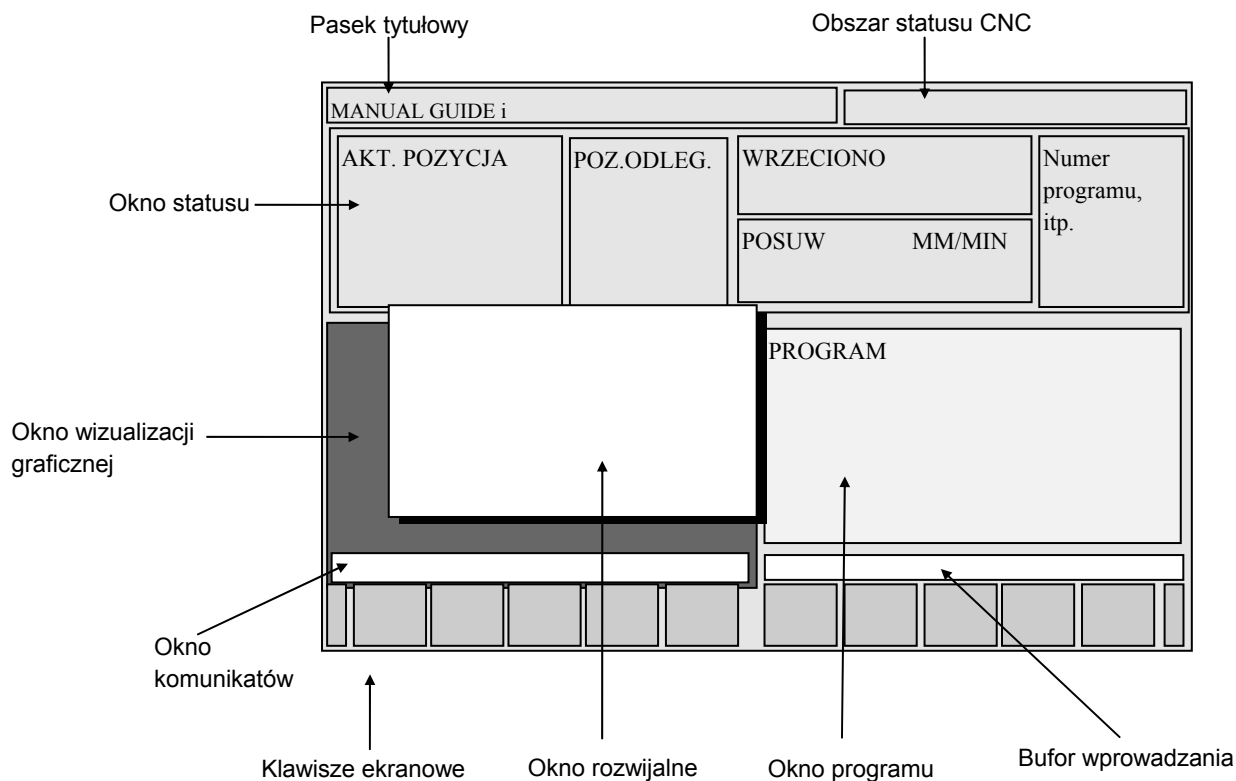 Pasek tytułowy
Obszar statusu CNC
MANUAL GUIDE i
AKT. POZYCJA
POZ.ODLEG.
WRZECIONO
Numer
programu,
itp.
Okno statusu
POSUW MM/MIN
PROGRAM
Okno wizualizacji
graficznej
Okno
komunikatów
Klawisze ekranowe
Okno rozwijalne
Okno programu
Bufor wprowadzania